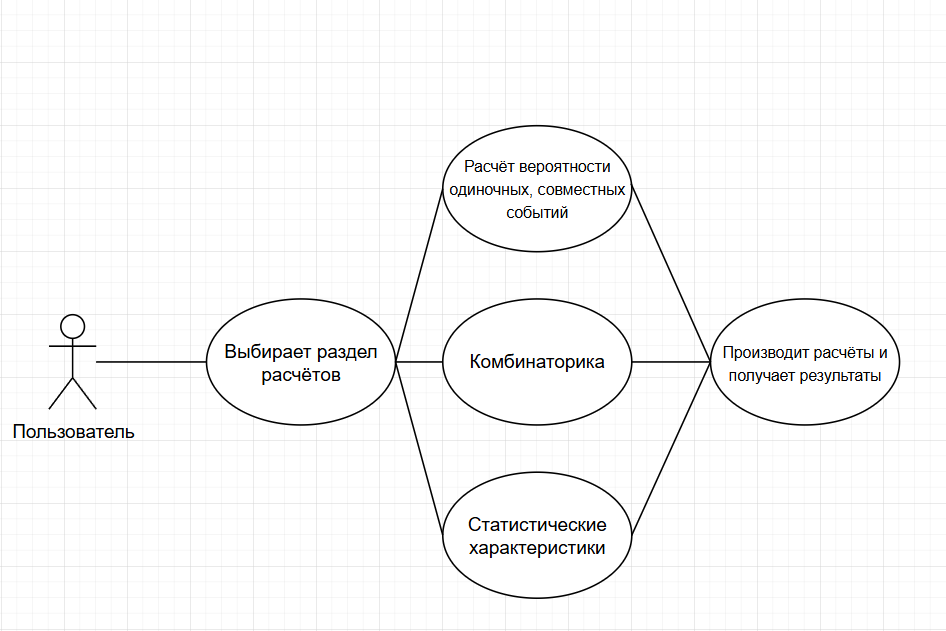 Расчёт вероятности
одиночных, совместных
событий
Выбирает раздел
расчётов
Комбинаторика
Производит расчёты и
получает результаты
Пользователь
Статистические
характеристики